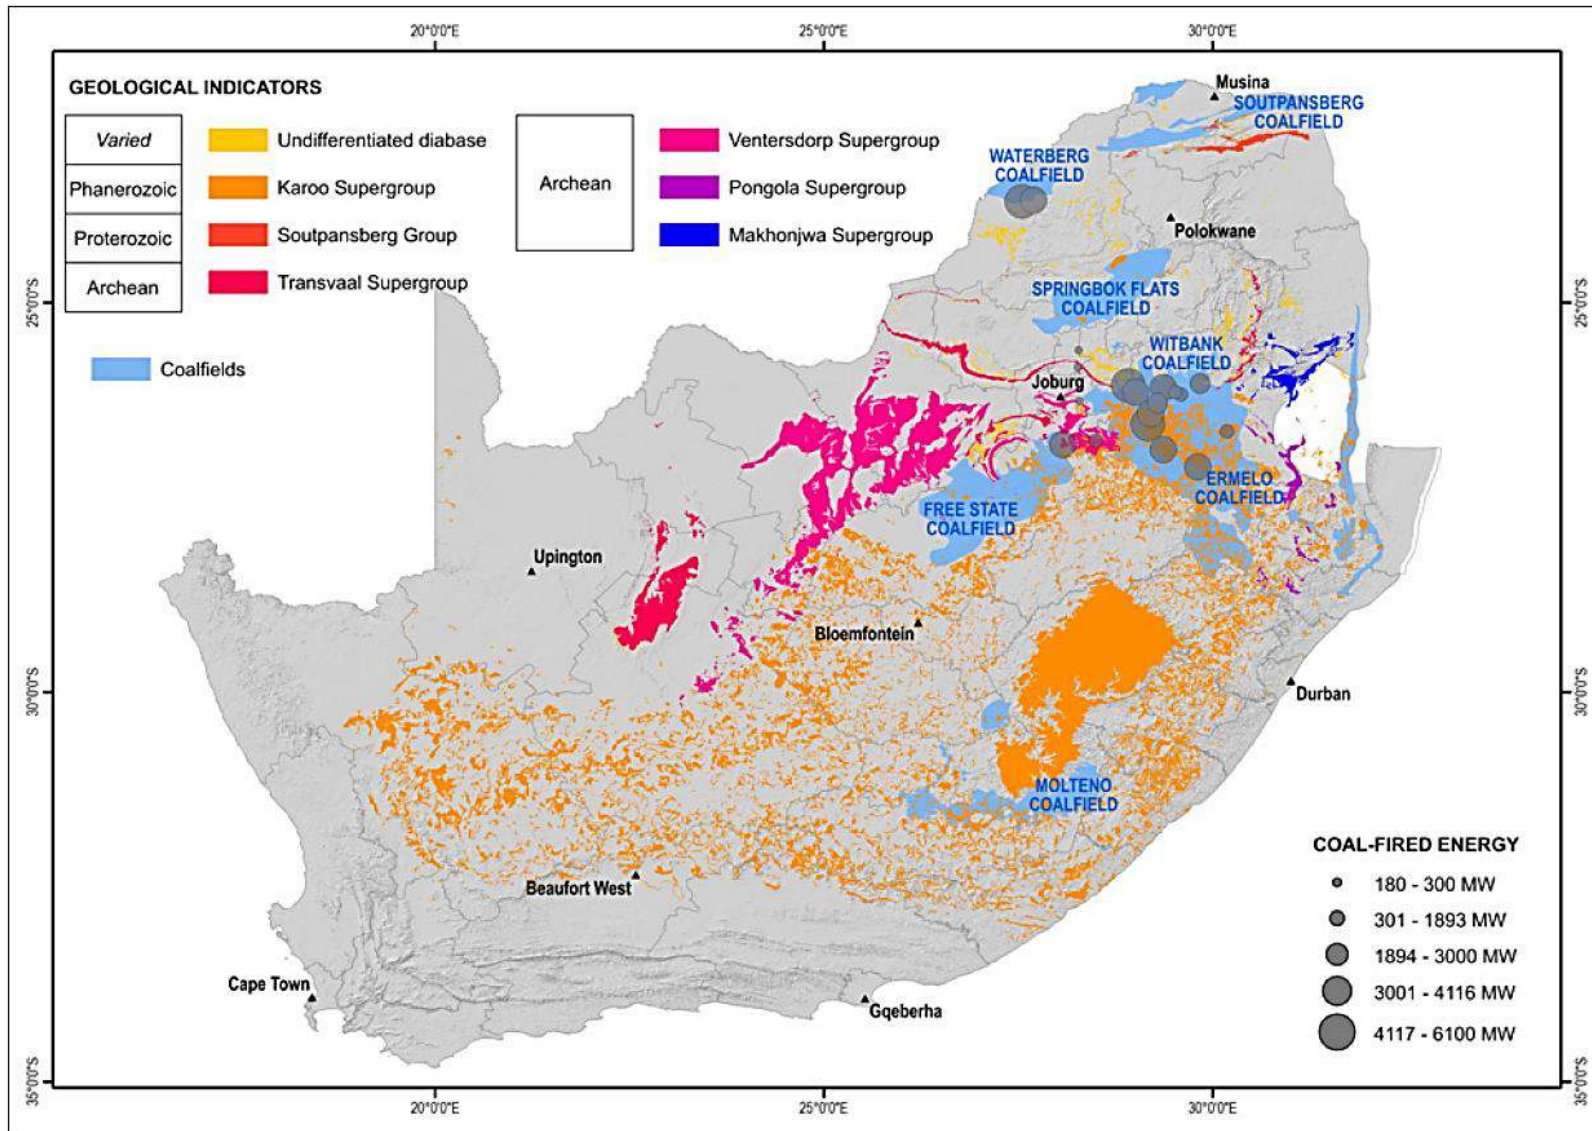 20°0'0"E
25°0'0"E
30°0'0"E
GEOLOGICAL INDICATORS
Varied
Phanerozoic
Proterozoic
Archean
Undifferentiated diabase
Karoo Supergroup
Soutpansberg Group
Transvaal Supergroup
Archean
Ventersdorp Supergroup
Pongola Supergroup
Makhonjwa Supergroup
Coalfields
Musina
SOUTPANSBERG
COALFIELD
WATERBERG
COALFIELD
Polokwane
SPRINGBOK FLATS
COALFIELD
WITBANK
COALFIELD
Joburg
ERMELO
COALFIELD
FREE STATE
COALFIELD
Upington
Bloemfontein
Durban
MOLTENO
COALFIELD
Beaufort West
Cape Town
Gqeberha
COAL-FIRED ENERGY
180 - 300 MW
301 - 1893 MW
1894 - 3000 MW
3001 - 4116 MW
4117 - 6100 MW
25°0'0"S
30°0'0"S
35°0'0"S
25°0'0"S
30°0'0"S
35°0'0"S
20°0'0"E
25°0'0"E
30°0'0"E